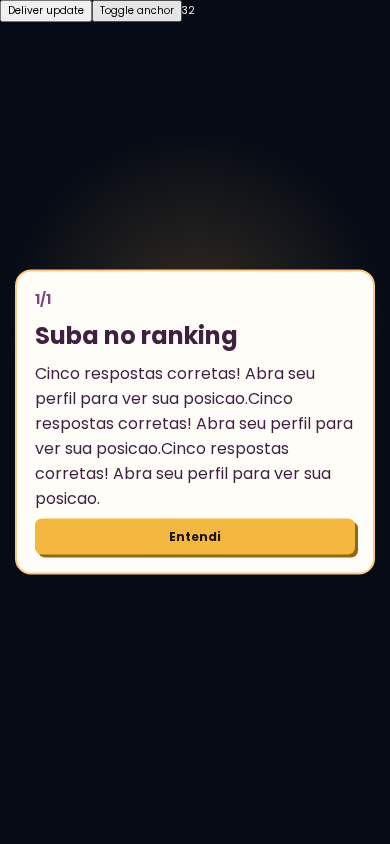 Deliver update Toggle anchor 32
1/1
Suba no ranking
Cinco respostas corretas! Abra seu
perfil para ver sua posicao.Cinco
respostas corretas! Abra seu perfil para
ver sua posicao.Cinco respostas
corretas! Abra seu perfil para ver sua
posicao.
Entendi